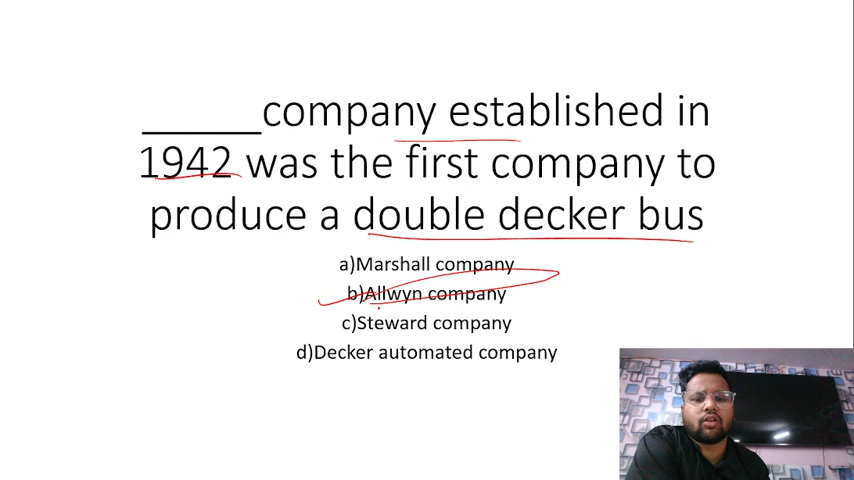 _____company established in
1942 was the first company to
produce a double decker bus
a)Marshall company
b)Allwyn company
c)Steward company
d)Decker automated company